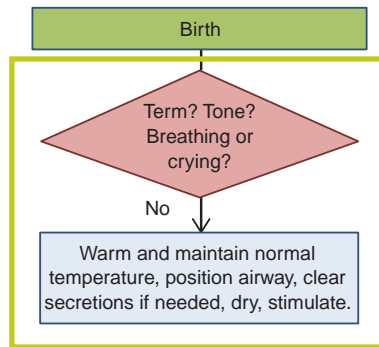 Birth
Term? Tone?
Breathing or
crying?
No
Warm and maintain normal
temperature, position airway, clear
secretions if needed, dry, stimulate.